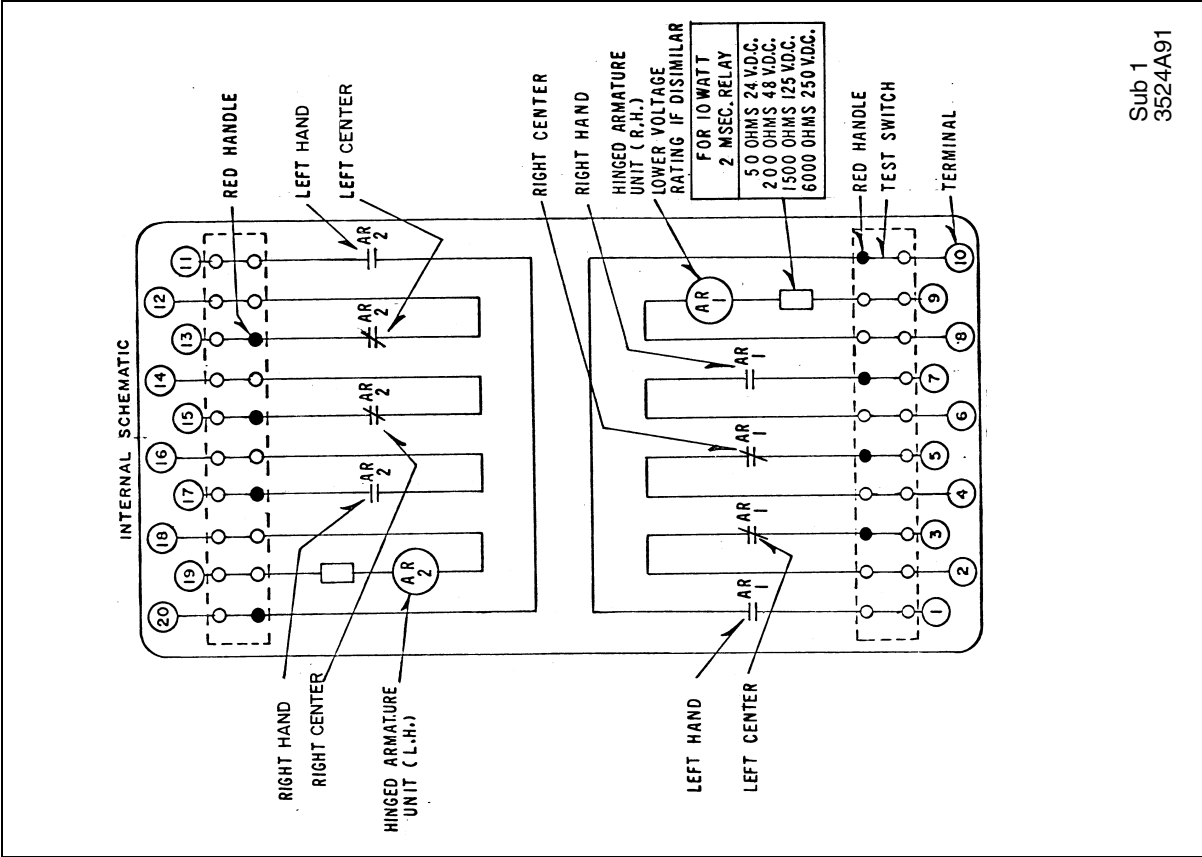 INTERNAL SCHEMATIC
11
12
13
14
15
16
17
18
19
20
RED HANDLE
LEFT HAND
LEFT CENTER
AR
2
AR
2
AR
2
AR
2
AR
2
RIGHT HAND
RIGHT CENTER
HINGED ARMATURE
UNIT (L.H.)
RIGHT CENTER
RIGHT HAND
HINGED ARMATURE
UNIT (R.H.)
LOWER VOLTAGE
RATING IF DISIMILAR
FOR 10 WATT
2 MSEC. RELAY
50 OHMS 24 V.D.C.
200 OHMS 48 V.D.C.
1500 OHMS 125 V.D.C.
6000 OHMS 250 V.D.C.
RED HANDLE
TEST SWITCH
TERMINAL
AR
1
AR
1
AR
1
AR
1
AR
1
LEFT HAND
LEFT CENTER
10
9
8
7
6
5
4
3
2
1
Sub 1
3524A91